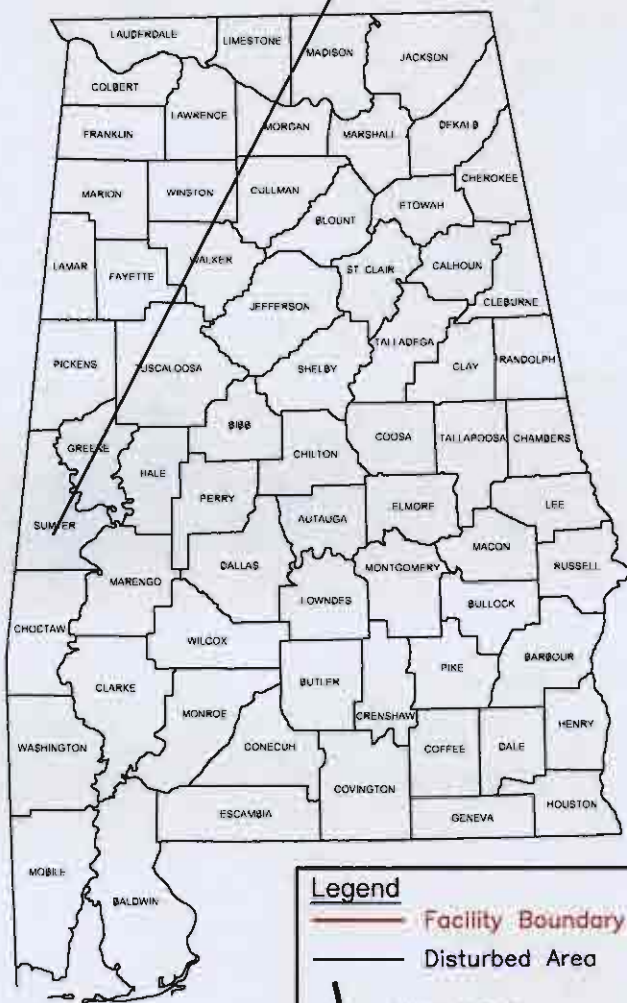 LAUDERDALE
LIMESTONE
MADISON
JACKSON
COLBERT
LAWRENCE
FRANKLIN
MORGAN
MARSHALL
DEKALB
CHEROKEE
MARION
WINSTON
CULLMAN
BLOUNT
ETOWAH
LAMAR
FAYETTE
WALKER
ST. CLAIR
CALHOUN
CLEBURNE
JEFFERSON
PICKENS
TUSCALOOSA
SHELBY
TALLADEGA
CLAY
RANDOLPH
GREENE
HALE
BIBB
CHILTON
COOSA
TALLAPOOSA
CHAMBERS
SUMTER
PERRY
AUTAUGA
ELMORE
LEE
MARENGO
DALLAS
MONTGOMERY
MACON
RUSSELL
LOWNDES
BULLOCK
CHOCTAW
WILCOX
BARBOUR
PIKE
CLARKE
BUTLER
MONROE
CRENSHAW
WASHINGTON
CONECUH
COFFEE
DALE
HENRY
COVINGTON
ESCAMBIA
GENEVA
HOUSTON
MOBILE
BALDWIN
Legend
Facility Boundary
Disturbed Area